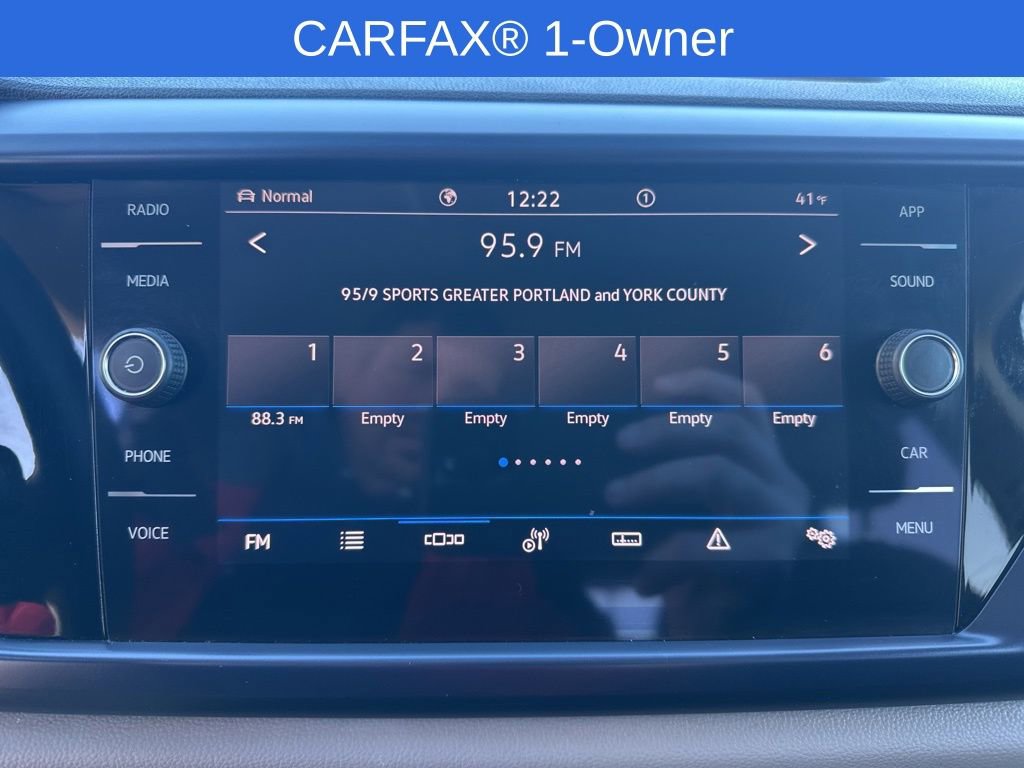 CARFAX® 1-Owner
RADIO
MEDIA
PHONE
VOICE
Normal
12:22
1
41°F
95.9 FM
95/9 SPORTS GREATER PORTLAND and YORK COUNTY
1 2 3 4 5 6
88.3 FM Empty Empty Empty Empty Empty
FM
APP
SOUND
CAR
MENU